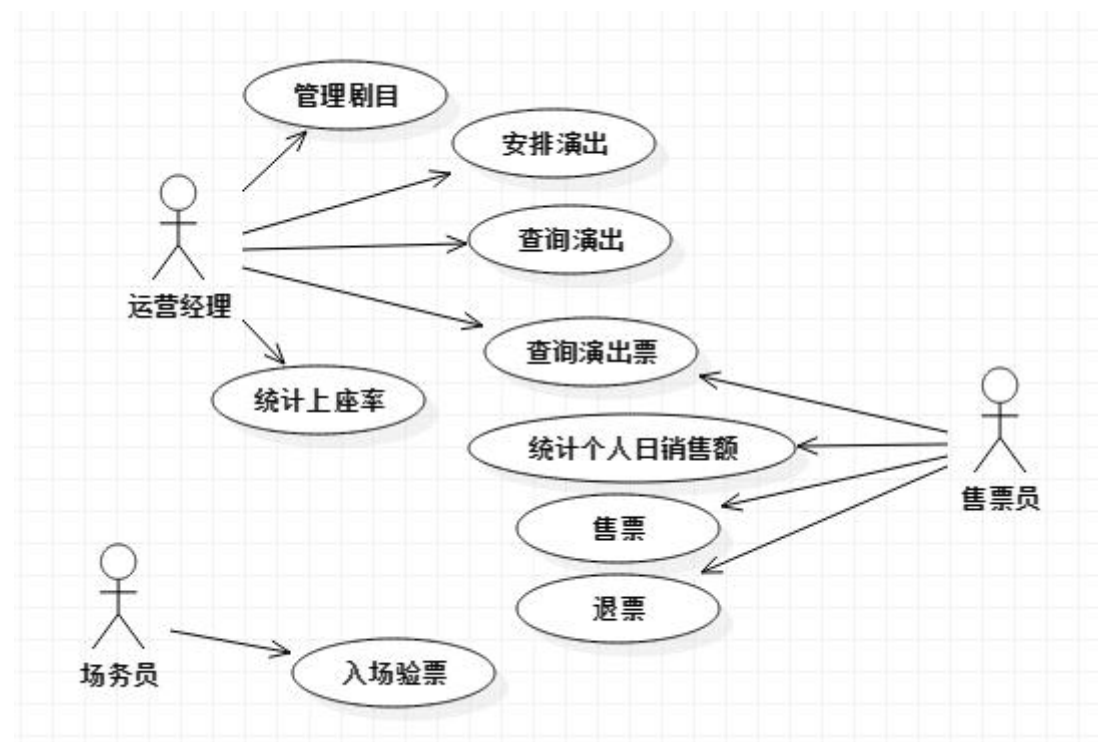 管理剧目
安排演出
查询演出
运营经理
查询演出票
统计上座率
统计个人日销售额
售票员
售票
退票
场务员
入场验票